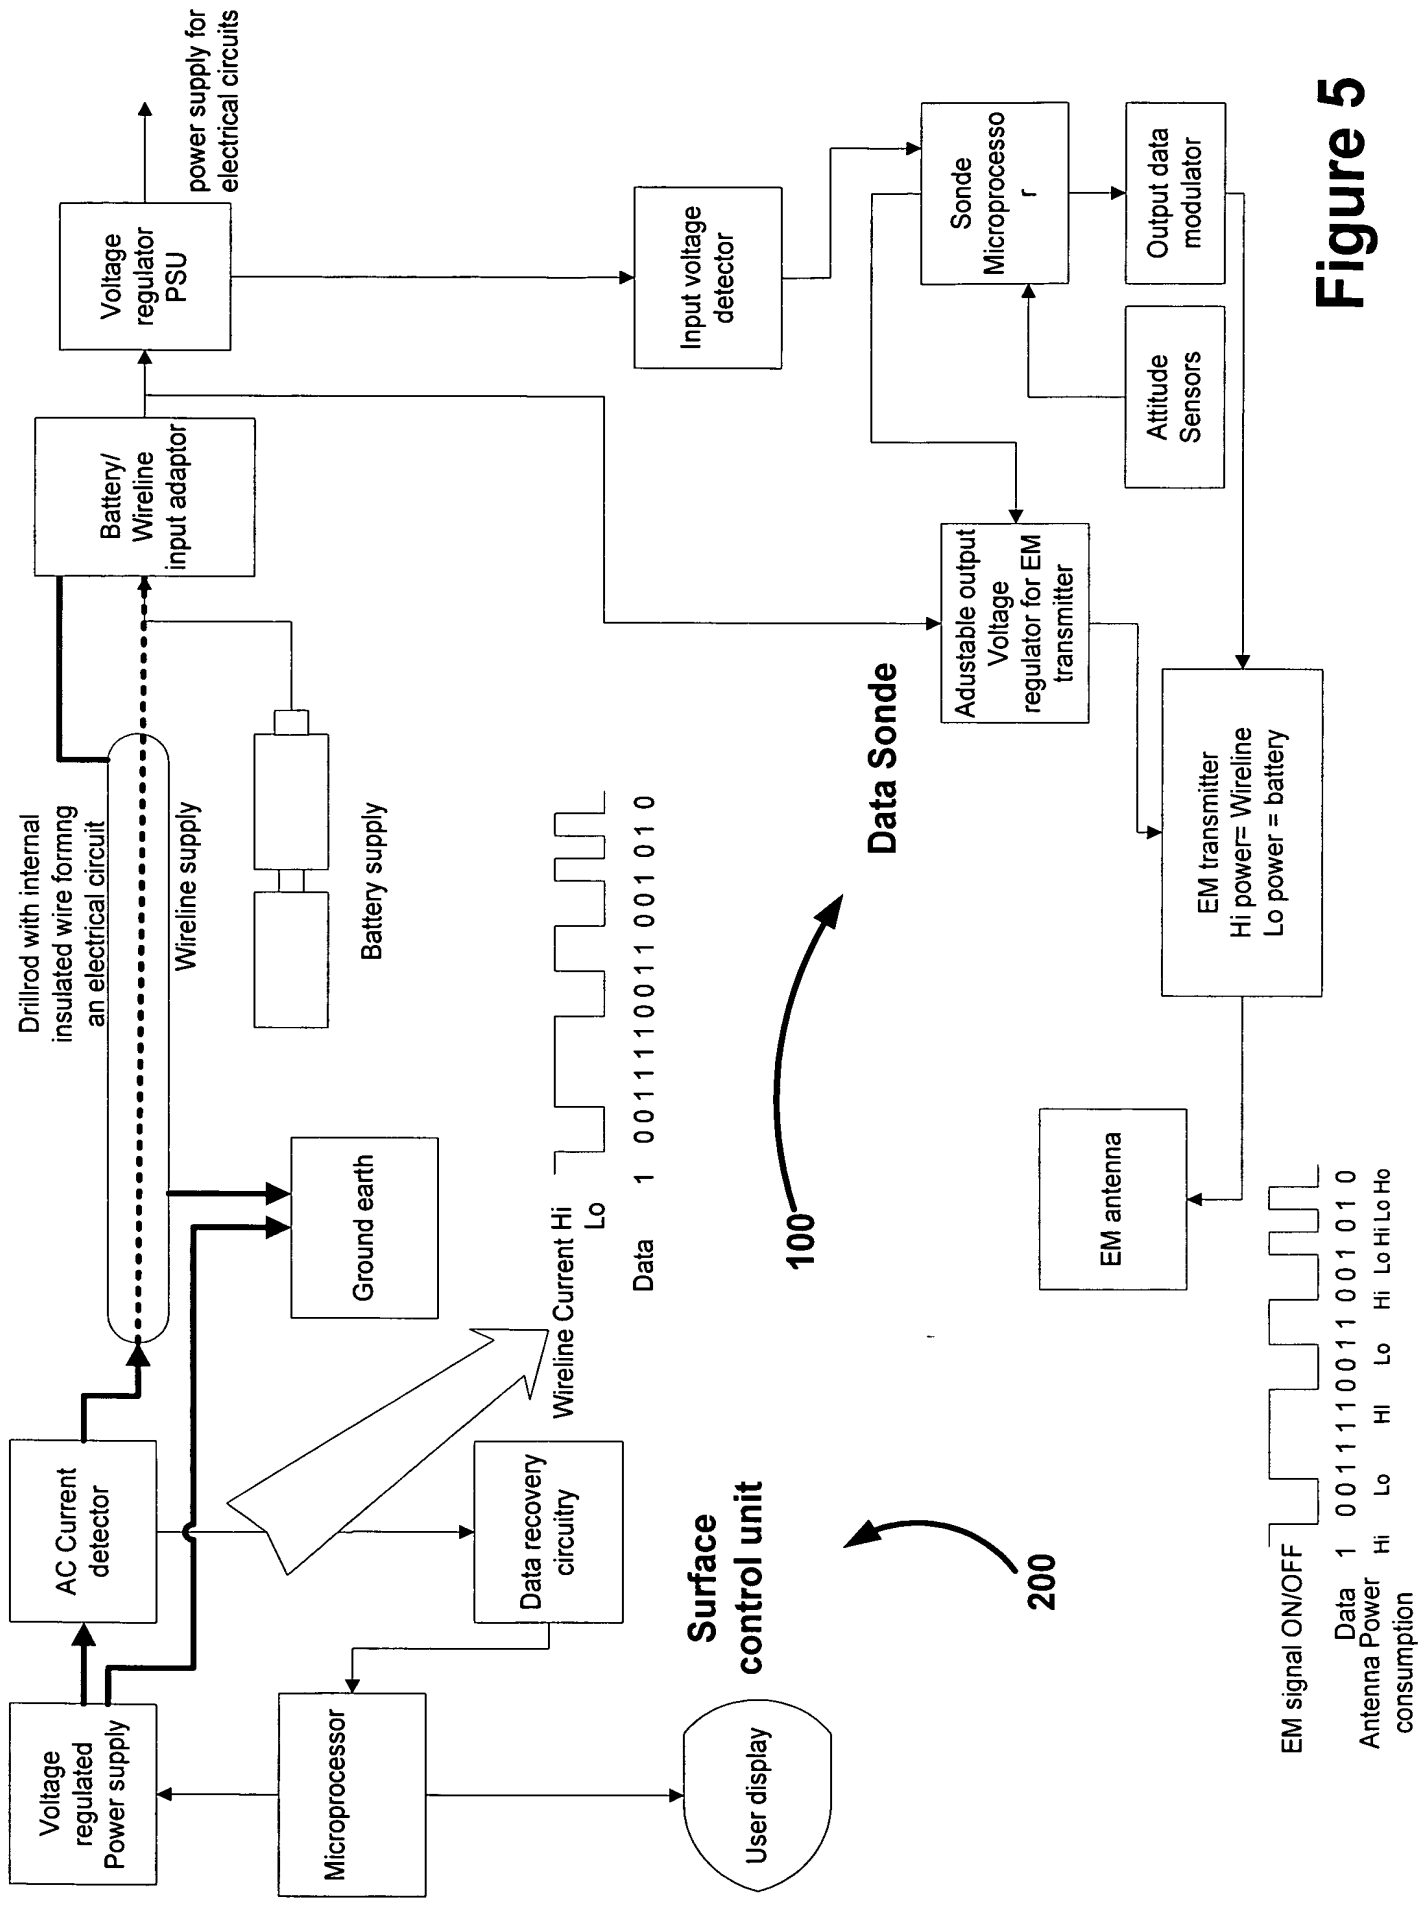 Voltage
regulated
Power supply
AC Current
detector
Drillrod with internal
insulated wire formng
an electrical circuit
Wireline supply
Battery/
Wireline
input adaptor
Voltage
regulator
PSU
power supply for
electrical circuits
Battery supply
Ground earth
Microprocessor
Data recovery
circuitry
Wireline Current Hi
Lo
Data 1 0 0 1 1 1 1 0 0 1 1 0 0 1 0 1 0
User display
Surface
control unit
200
100
Data Sonde
Input voltage
detector
Sonde
Microprocesso
r
Output data
modulator
Attitude
Sensors
Adustable output
Voltage
regulator for EM
transmitter
EM transmitter
Hi power= Wireline
Lo power = battery
EM antenna
EM signal ON/OFF
Data 1 0 0 1 1 1 1 0 0 1 1 0 0 1 0 1 0
Antenna Power Hi Lo HI Lo Hi Lo Hi Lo Ho
consumption
Figure 5